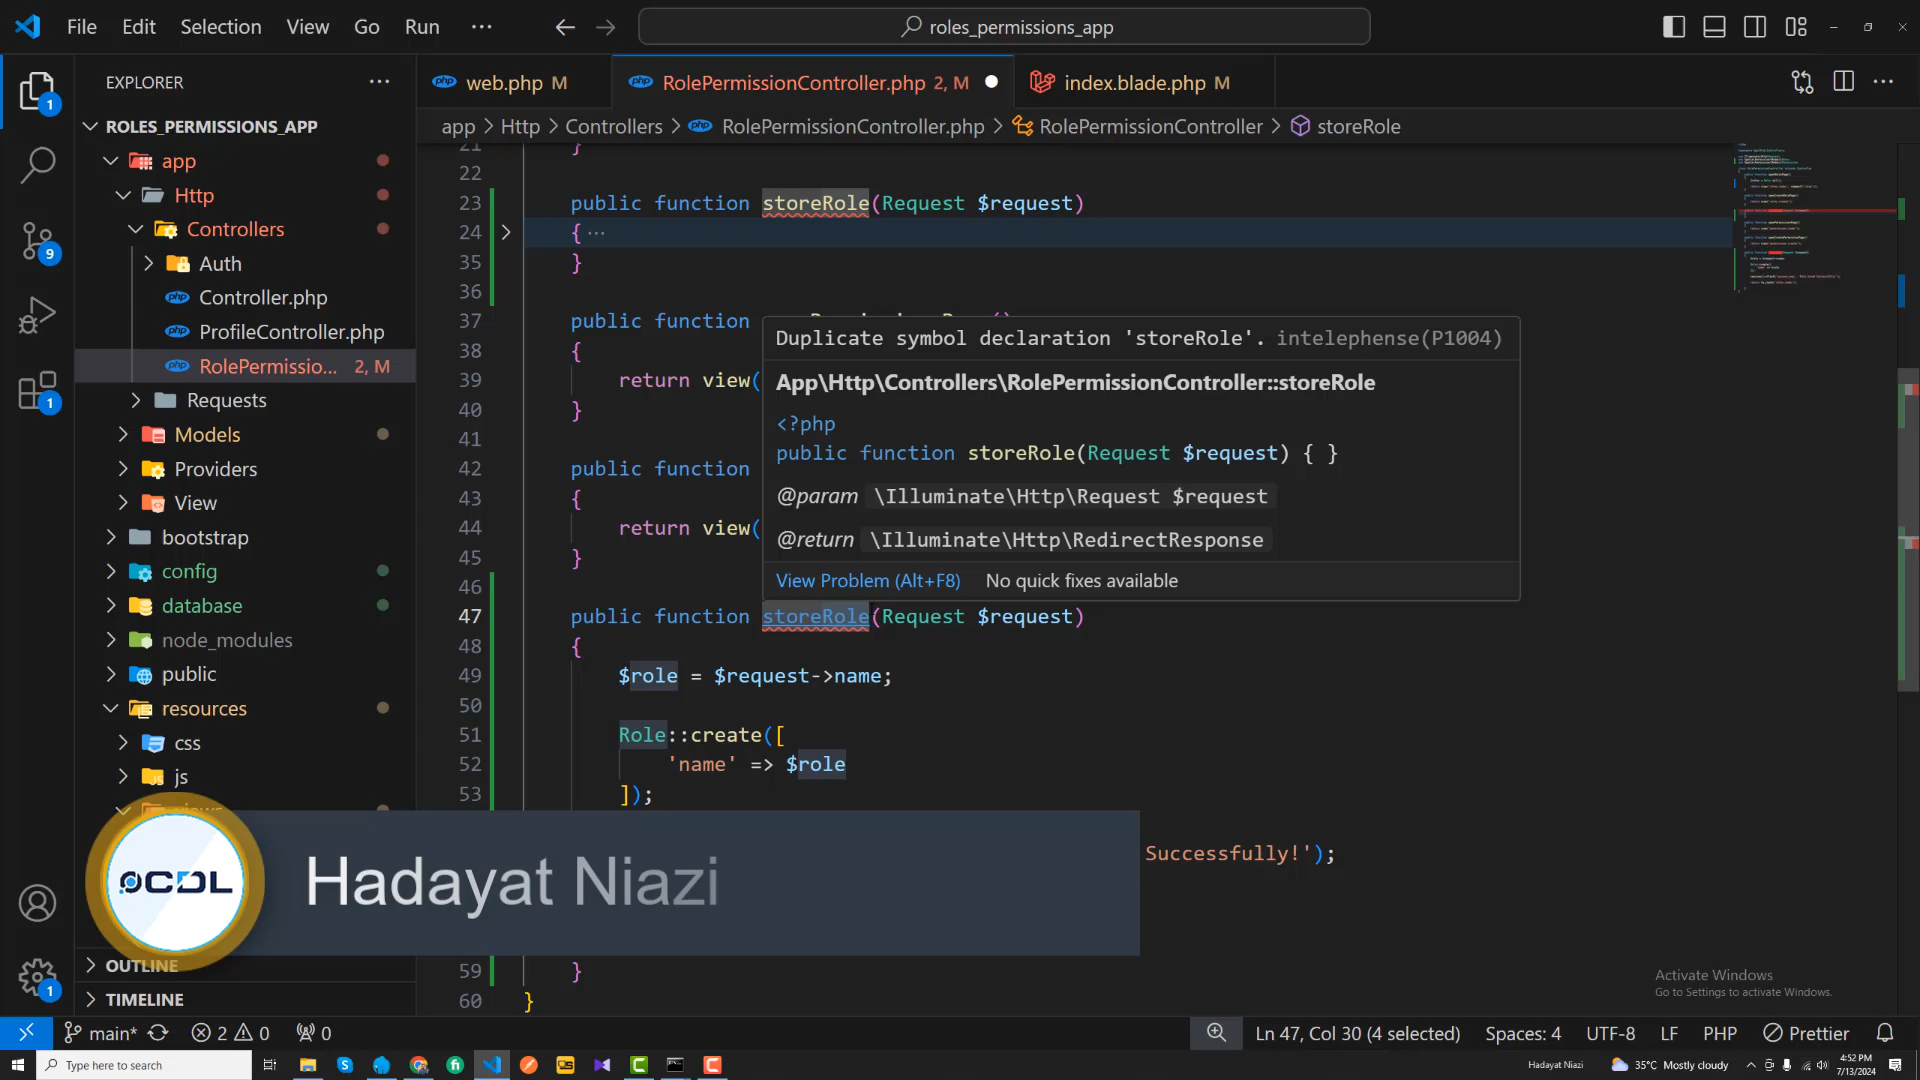 File Edit Selection View Go Run ··· roles_permissions_app
EXPLORER ···
web.php M
RolePermissionController.php 2, M
index.blade.php M
app > Http > Controllers > RolePermissionController.php > RolePermissionController > storeRole
ROLES_PERMISSIONS_APP
app
Http
Controllers
Auth
Controller.php
ProfileController.php
RolePermissio... 2, M
Requests
Models
Providers
View
bootstrap
config
database
node_modules
public
resources
css
js
OUTLINE
TIMELINE
1
9
1
1
21 }
22
23 public function storeRole(Request $request)
24 { ···
35 }
36
37 public function
38 {
39 return view(
40 }
41
42 public function
43 {
44 return view(
45 }
46
47 public function storeRole(Request $request)
48 {
49 $role = $request->name;
50
51 Role::create([
52 'name' => $role
53 ]);
Successfully!');
59 }
60 }
Duplicate symbol declaration 'storeRole'. intelephense(P1004)
App\Http\Controllers\RolePermissionController::storeRole
<?php
public function storeRole(Request $request) { }
@param \Illuminate\Http\Request $request
@return \Illuminate\Http\RedirectResponse
View Problem (Alt+F8) No quick fixes available
CDL
Hadayat Niazi
Activate Windows
Go to Settings to activate Windows.
main* 2 0 0
Ln 47, Col 30 (4 selected) Spaces: 4 UTF-8 LF PHP Prettier
Type here to search
Hadayat Niazi
35°C Mostly cloudy
4:52 PM
7/13/2024